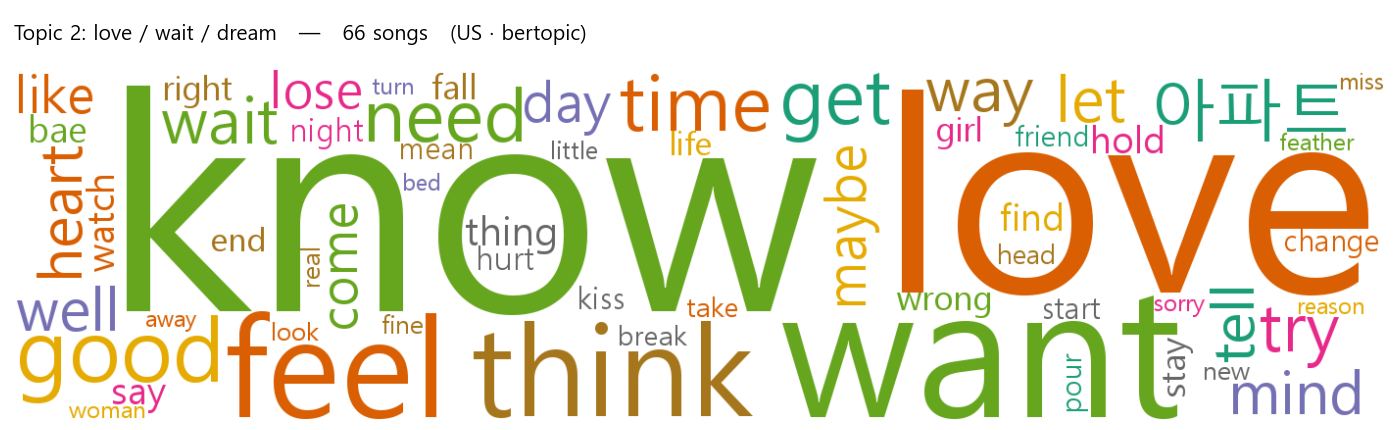 Topic 2: love / wait / dream — 66 songs (US · bertopic)
like right lose turn fall day time get way let 아파트 miss
bae wait night need girl friend hold feather
mean little life
heart watch bed maybe
know love
end real come thing hurt find head change
kiss take wrong start sorry reason
well away look fine break tell try
good feel think want
say pour stay new mind
woman